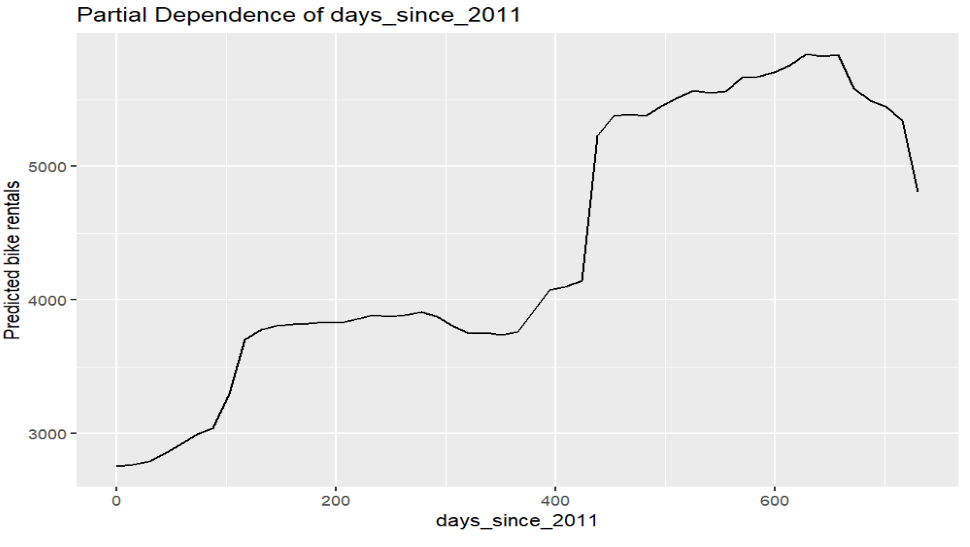 Partial Dependence of days_since_2011
Predicted bike rentals
5000
4000
3000
0
200
400
600
days_since_2011